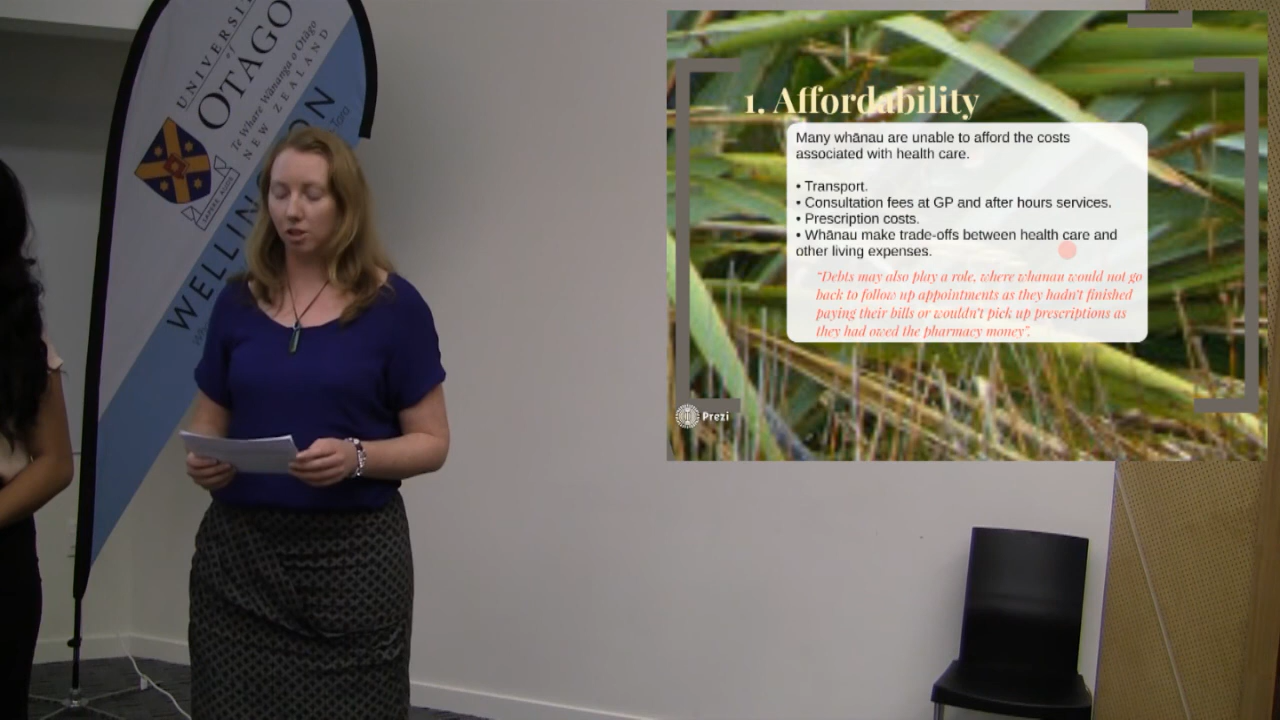 UNIVERSITY
of
OTAGO
Te Whare Wānanga o Otāgo
NEW ZEALAND
SAPERE AUDE
WELLINGTON
1. Affordability
Many whānau are unable to afford the costs
associated with health care.
• Transport.
• Consultation fees at GP and after hours services.
• Prescription costs.
• Whānau make trade-offs between health care and
other living expenses.
“Debts may also play a role, where whanau would not go
back to follow up appointments as they hadn't finished
paying their bills or wouldn't pick up prescriptions as
they had owed the pharmacy money”.
Prezi